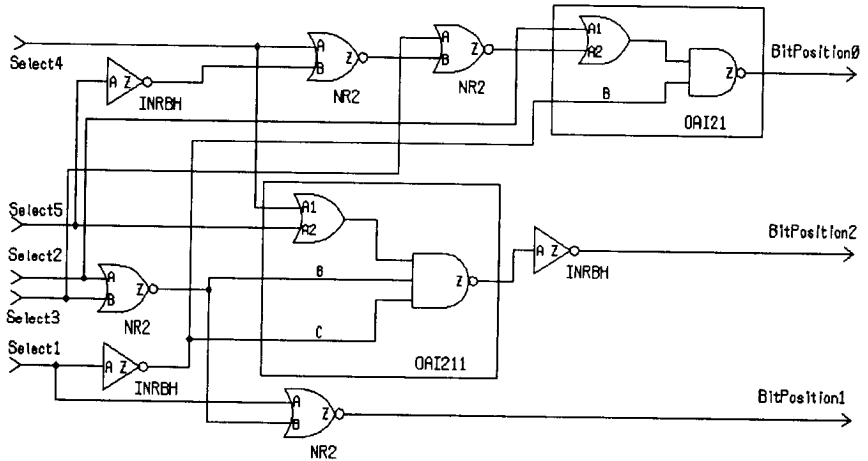 Select4
A Z
INRBH
A
B
Z
NR2
A
B
Z
NR2
A1
A2
B
Z
OAI21
BitPosition0
Select5
Select2
Select3
A
B
Z
NR2
A1
A2
B
C
Z
OAI211
A Z
INRBH
BitPosition2
Select1
A Z
INRBH
A
B
Z
NR2
BitPosition1